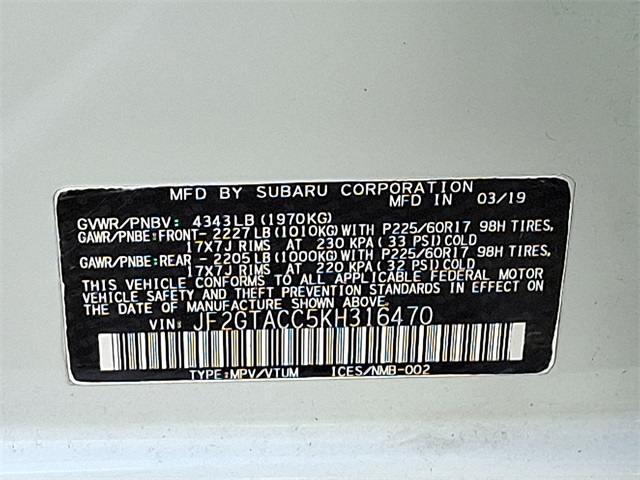 MFD BY SUBARU CORPORATION
MFD IN 03/19
GVWR/PNBV: 4343LB(1970KG)
GAWR/PNBE:FRONT-2227LB(1010KG)WITH P225/60R17 98H TIRES,
17X7J RIMS AT 230 KPA(33 PSI)COLD
GAWR/PNBE:REAR -2205LB(1000KG)WITH P225/60R17 98H TIRES,
17X7J RIMS AT 220 KPA(32 PSI)COLD
THIS VEHICLE CONFORMS TO ALL APPLICABLE FEDERAL MOTOR
VEHICLE SAFETY AND THEFT PREVENTION STANDARDS IN EFFECT ON
THE DATE OF MANUFACTURE SHOWN ABOVE.
VIN: JF2GTACC5KH316470
TYPE:MPV/VTUM ICES/NMB-002